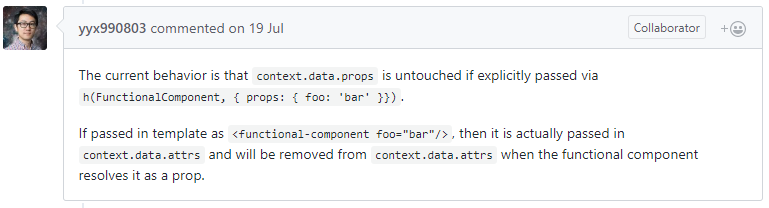 yyx990803 commented on 19 Jul
Collaborator
The current behavior is that context.data.props is untouched if explicitly passed via
h(FunctionalComponent, { props: { foo: 'bar' }}) .
If passed in template as <functional-component foo="bar"/>, then it is actually passed in
context.data.attrs and will be removed from context.data.attrs when the functional component
resolves it as a prop.